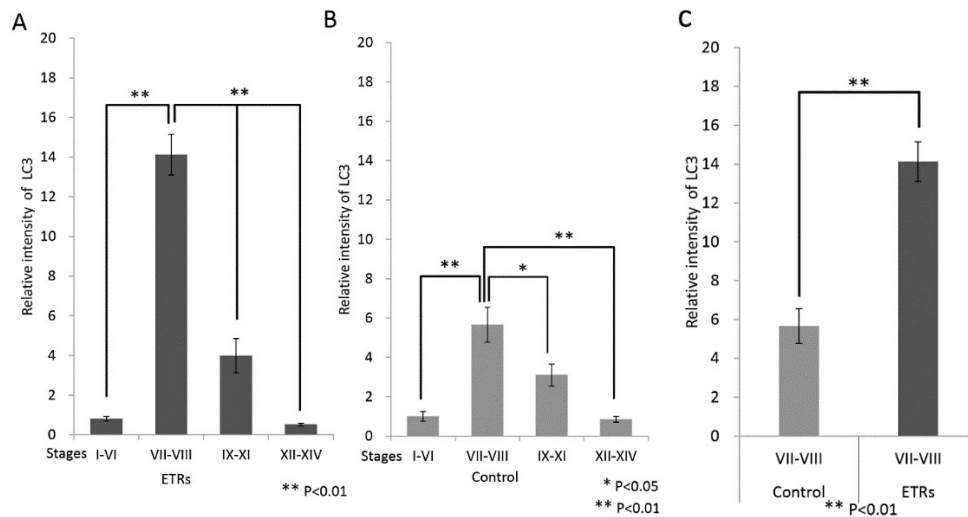 A
Relative intensity of LC3
20
18
16
14
12
10
8
6
4
2
0
**
**
Stages I-VI VII-VIII IX-XI XII-XIV
ETRs
** P<0.01
B
Relative intensity of LC3
20
18
16
14
12
10
8
6
4
2
0
**
**
*
Stages I-VI VII-VIII IX-XI XII-XIV
Control
* P<0.05
** P<0.01
C
Relative intensity of LC3
20
18
16
14
12
10
8
6
4
2
0
**
VII-VIII VII-VIII
Control ETRs
** P<0.01